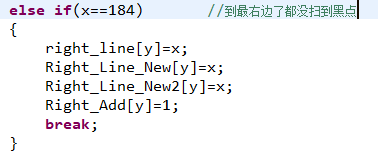 else if(x==184)        //到最右边了都没扫到黑点
{
    right_line[y]=x;
    Right_Line_New[y]=x;
    Right_Line_New2[y]=x;
    Right_Add[y]=1;
    break;
}